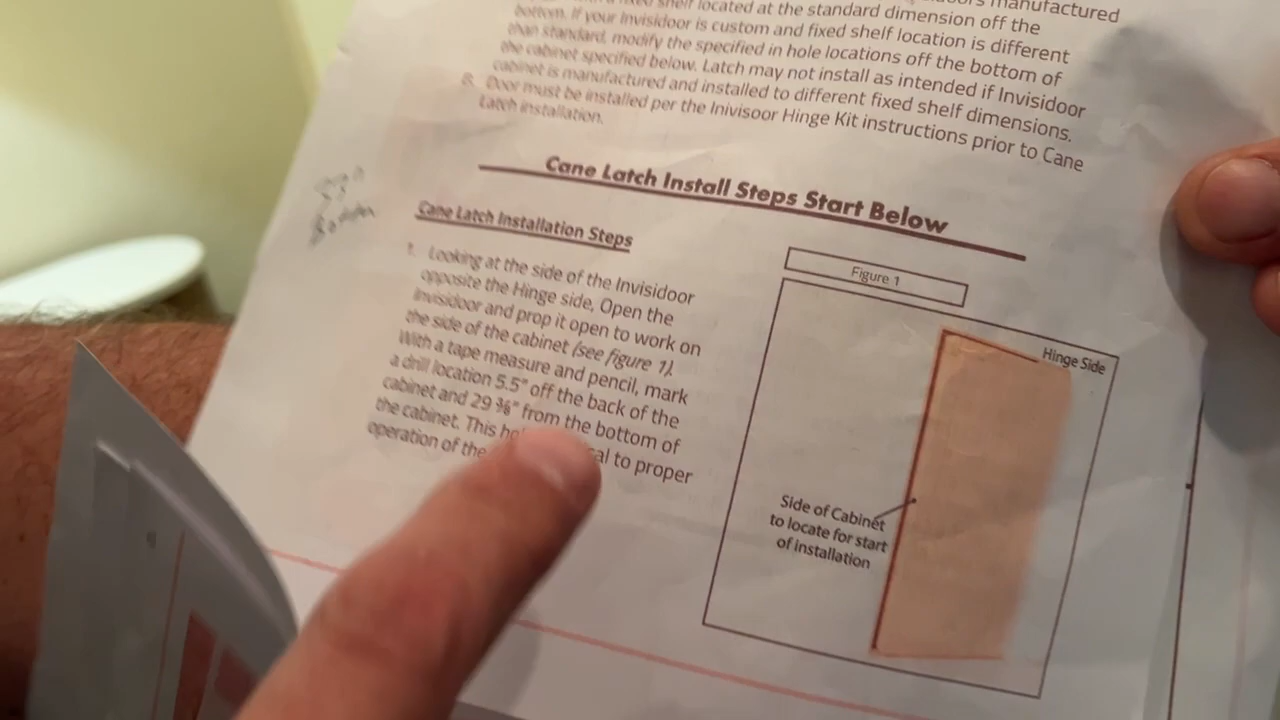 manufactured
fixed shelf located at the standard dimension off the
bottom. If your Invisidoor is custom and fixed shelf location is different
than standard, modify the specified in hole locations off the bottom of
the cabinet specified below. Latch may not install as intended if Invisidoor
cabinet is manufactured and installed to different fixed shelf dimensions.
Door must be installed per the Inivisoor Hinge Kit instructions prior to Cane
Latch installation.
Cane Latch Install Steps Start Below
Cane Latch Installation Steps
1. Looking at the side of the Invisidoor
opposite the Hinge side, Open the
Invisidoor and prop it open to work on
the side of the cabinet (see figure 1).
With a tape measure and pencil, mark
a drill location 5.5" off the back of the
cabinet and 29 ⅜" from the bottom of
the cabinet. This to proper
operation of the
Figure 1
Hinge Side
Side of Cabinet
to locate for start
of installation